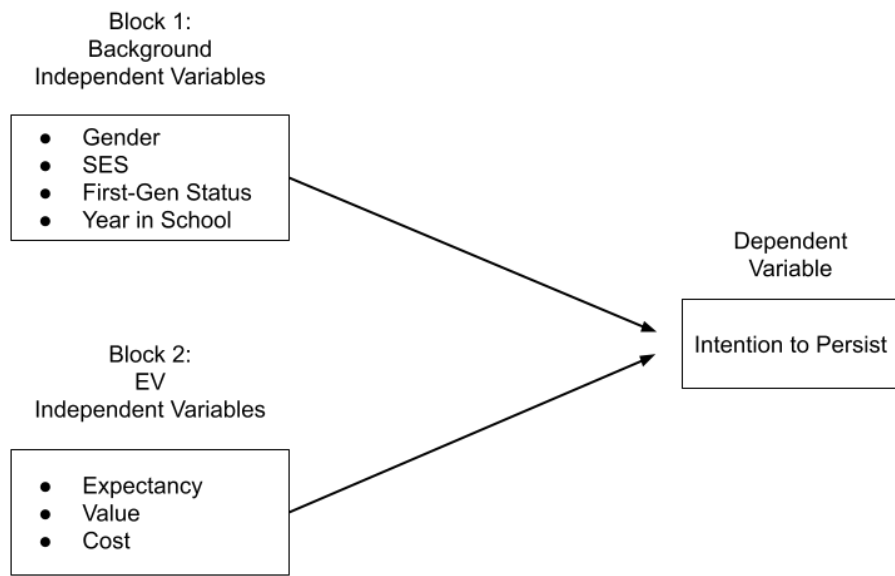 Block 1:
Background
Independent Variables
● Gender
● SES
● First-Gen Status
● Year in School
Dependent
Variable
Intention to Persist
Block 2:
EV
Independent Variables
● Expectancy
● Value
● Cost